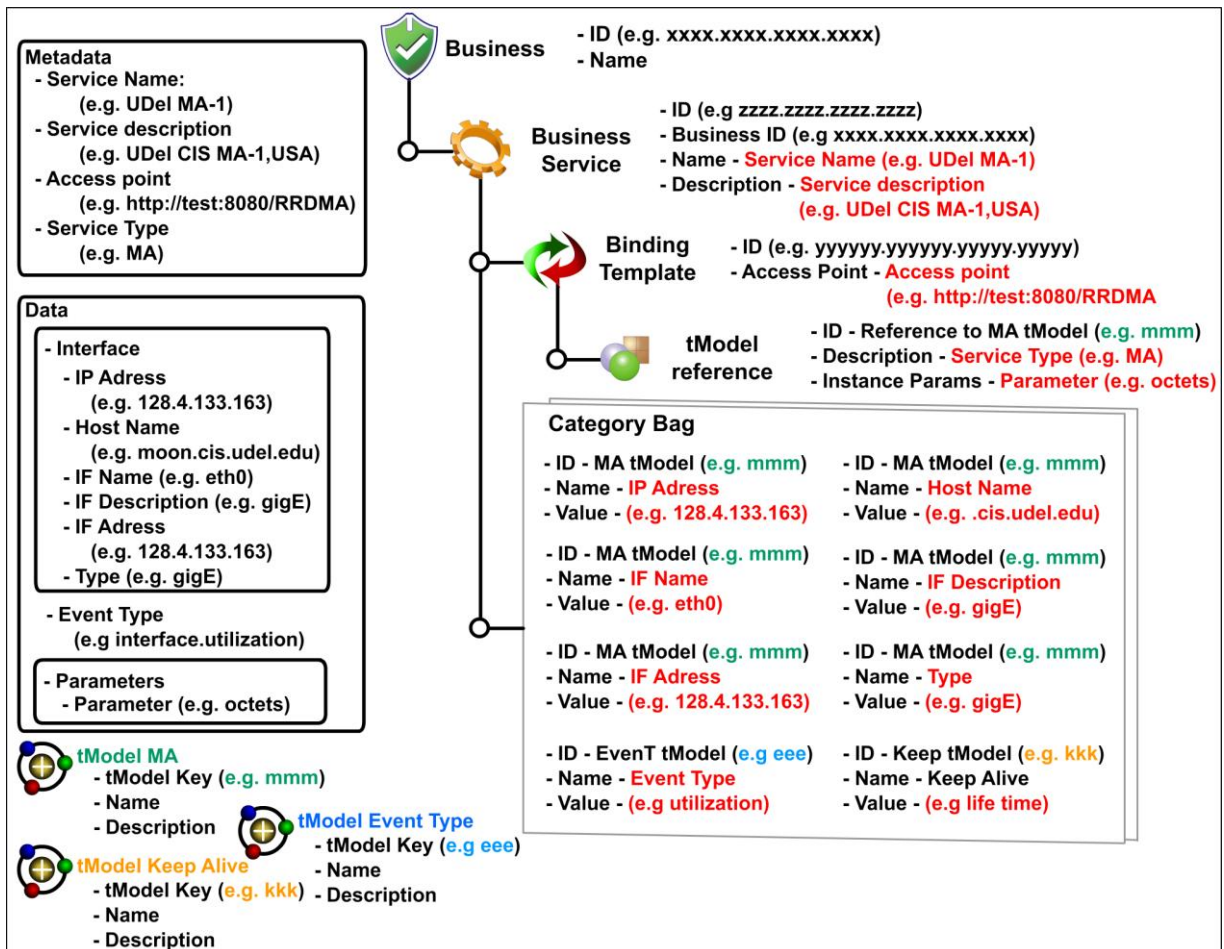 Metadata
- Service Name:
(e.g. UDel MA-1)
- Service description
(e.g. UDel CIS MA-1,USA)
- Access point
(e.g. http://test:8080/RRDMA)
- Service Type
(e.g. MA)
Data
- Interface
- IP Adress
(e.g. 128.4.133.163)
- Host Name
(e.g. moon.cis.udel.edu)
- IF Name (e.g. eth0)
- IF Description (e.g. gigE)
- IF Adress
(e.g. 128.4.133.163)
- Type (e.g. gigE)
- Event Type
(e.g interface.utilization)
- Parameters
- Parameter (e.g. octets)
tModel MA
- tModel Key (e.g. mmm)
- Name
- Description
tModel Event Type
- tModel Key (e.g eee)
- Name
- Description
tModel Keep Alive
- tModel Key (e.g. kkk)
- Name
- Description
Business
- ID (e.g. xxxx.xxxx.xxxx.xxxx)
- Name
Business
Service
- ID (e.g zzzz.zzzz.zzzz.zzzz)
- Business ID (e.g xxxx.xxxx.xxxx.xxxx)
- Name - Service Name (e.g. UDel MA-1)
- Description - Service description
(e.g. UDel CIS MA-1,USA)
Binding
Template
- ID (e.g. yyyyyy.yyyyyy.yyyyy.yyyyy)
- Access Point - Access point
(e.g. http://test:8080/RRDMA
tModel
reference
- ID - Reference to MA tModel (e.g. mmm)
- Description - Service Type (e.g. MA)
- Instance Params - Parameter (e.g. octets)
Category Bag
- ID - MA tModel (e.g. mmm)
- Name - IP Adress
- Value - (e.g. 128.4.133.163)
- ID - MA tModel (e.g. mmm)
- Name - Host Name
- Value - (e.g. .cis.udel.edu)
- ID - MA tModel (e.g. mmm)
- Name - IF Name
- Value - (e.g. eth0)
- ID - MA tModel (e.g. mmm)
- Name - IF Description
- Value - (e.g. gigE)
- ID - MA tModel (e.g. mmm)
- Name - IF Adress
- Value - (e.g. 128.4.133.163)
- ID - MA tModel (e.g. mmm)
- Name - Type
- Value - (e.g. gigE)
- ID - EvenT tModel (e.g eee)
- Name - Event Type
- Value - (e.g utilization)
- ID - Keep tModel (e.g. kkk)
- Name - Keep Alive
- Value - (e.g life time)